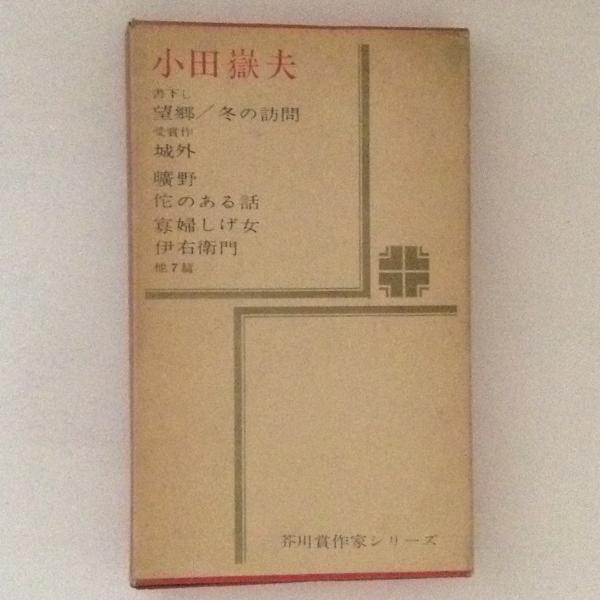 小田嶽夫
書下し
望郷／冬の訪問
受賞作
城外
曠野
佗のある話
寡婦しげ女
伊右衛門
他7篇
芥川賞作家シリーズ